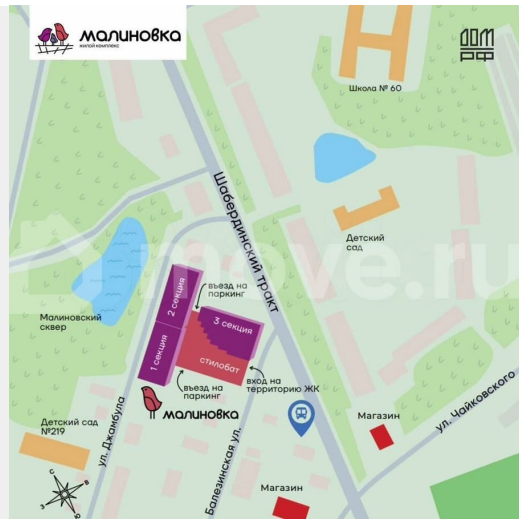 малиновка
жилой комплекс
ДОМ
РФ
Школа № 60
Шабердинский тракт
Детский
сад
move.ru
въезд на
паркинг
2 секция
3 секция
Малиновский
сквер
1 секция
стилобат
въезд на
паркинг
вход на
территорию ЖК
малиновка
Детский сад
№219
ул. Джамбула
Балезинская ул.
Магазин
ул. Чайковского
Магазин
С
В
З
Ю